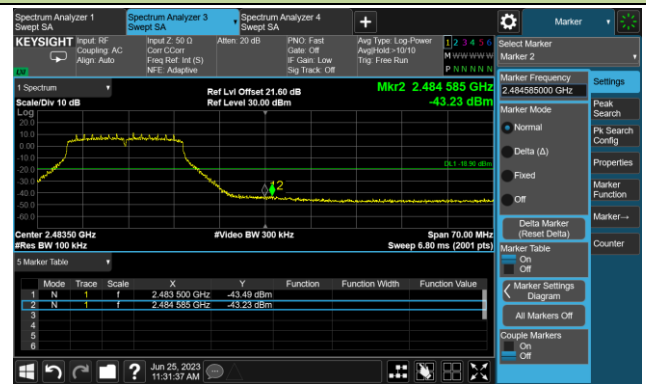 Spectrum Analyzer 1
Swept SA
Spectrum Analyzer 3
Swept SA
Spectrum Analyzer 4
Swept SA
Marker
KEYSIGHT
Input: RF
Coupling: AC
Align: Auto
Input Z: 50 Ω
Corr CCorr
Freq Ref: Int (S)
NFE: Adaptive
Atten: 20 dB
PNO: Fast
Gate: Off
IF Gain: Low
Sig Track: Off
Avg Type: Log-Power
Avg|Hold:>10/10
Trig: Free Run
1 2 3 4 5 6
M W W W W W
P N N N N N
LXI
Select Marker
Marker 2
1 Spectrum
Scale/Div 10 dB
Log
Ref Lvl Offset 21.60 dB
Ref Level 30.00 dBm
Mkr2 2.484 585 GHz
-43.23 dBm
20.0
10.0
0.00
-10.0
-20.0
-30.0
-40.0
-50.0
-60.0
12
Center 2.48350 GHz
#Res BW 100 kHz
#Video BW 300 kHz
Span 70.00 MHz
Sweep 6.80 ms (2001 pts)
5 Marker Table
Mode Trace Scale X Y Function Function Width Function Value
1 N 1 f 2.483 500 GHz -43.49 dBm
2 N 1 f 2.484 585 GHz -43.23 dBm
3
4
5
6
Jun 25, 2023
11:31:37 AM
Marker Frequency
2.484585000 GHz
Marker Mode
Normal
Delta (Δ)
Fixed
Off
Delta Marker
(Reset Delta)
Marker Table
On
Off
Marker Settings
Diagram
All Markers Off
Couple Markers
On
Off
Settings
Peak
Search
Pk Search
Config
Properties
Marker
Function
Marker→
Counter